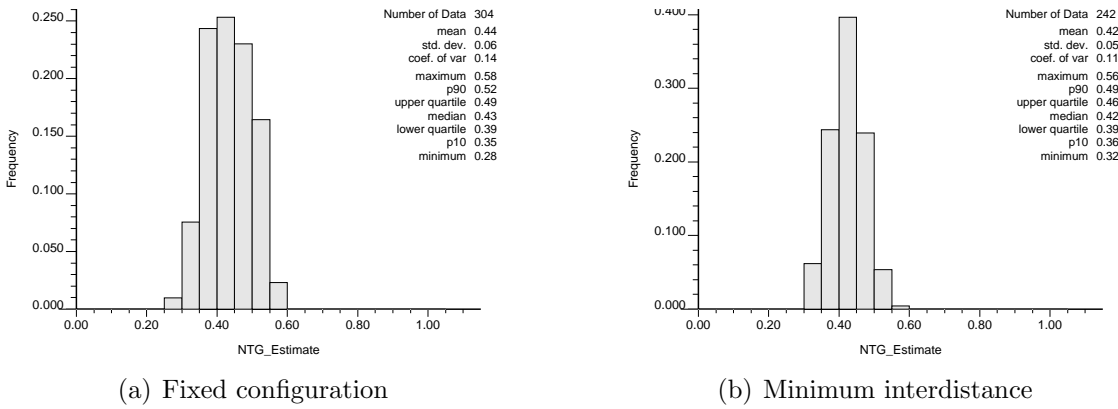 Frequency
NTG_Estimate
0.00 0.20 0.40 0.60 0.80 1.00
0.000
0.050
0.100
0.150
0.200
0.250
Number of Data 304
mean 0.44
std. dev. 0.06
coef. of var 0.14
maximum 0.58
p90 0.52
upper quartile 0.49
median 0.43
lower quartile 0.39
p10 0.35
minimum 0.28
(a) Fixed configuration
Frequency
NTG_Estimate
0.00 0.20 0.40 0.60 0.80 1.00
0.000
0.100
0.200
0.300
0.400
Number of Data 242
mean 0.42
std. dev. 0.05
coef. of var 0.11
maximum 0.56
p90 0.49
upper quartile 0.46
median 0.42
lower quartile 0.39
p10 0.36
minimum 0.32
(b) Minimum interdistance